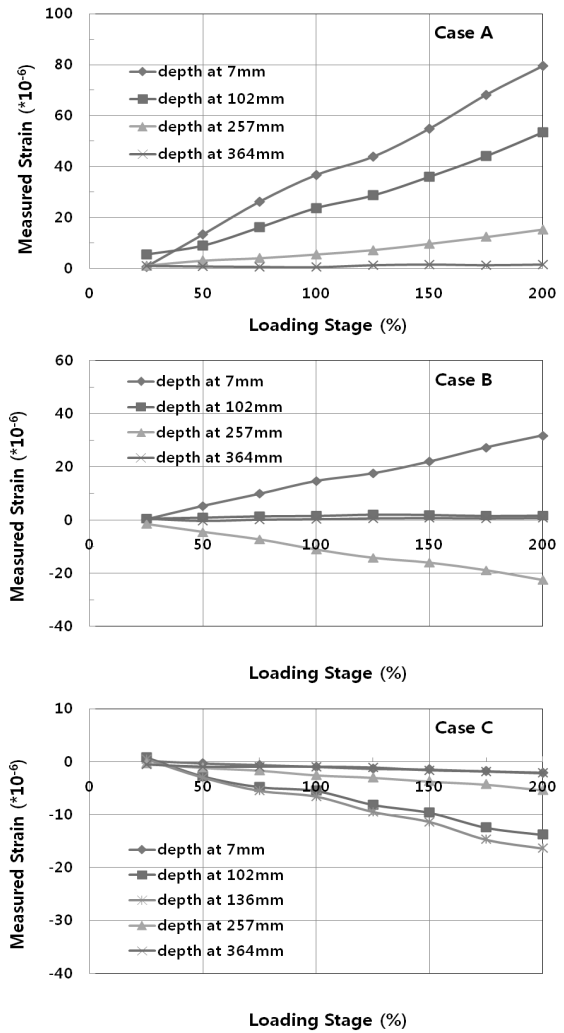 Case A
100
80
60
40
20
0
Measured Strain (*10-6)
depth at 7mm
depth at 102mm
depth at 257mm
depth at 364mm
0 50 100 150 200
Loading Stage (%)
Case B
60
40
20
0
-20
-40
Measured Strain (*10-6)
depth at 7mm
depth at 102mm
depth at 257mm
depth at 364mm
0 50 100 150 200
Loading Stage (%)
Case C
10
0
-10
-20
-30
-40
Measured Strain (*10-6)
0 50 100 150 200
depth at 7mm
depth at 102mm
depth at 136mm
depth at 257mm
depth at 364mm
Loading Stage (%)